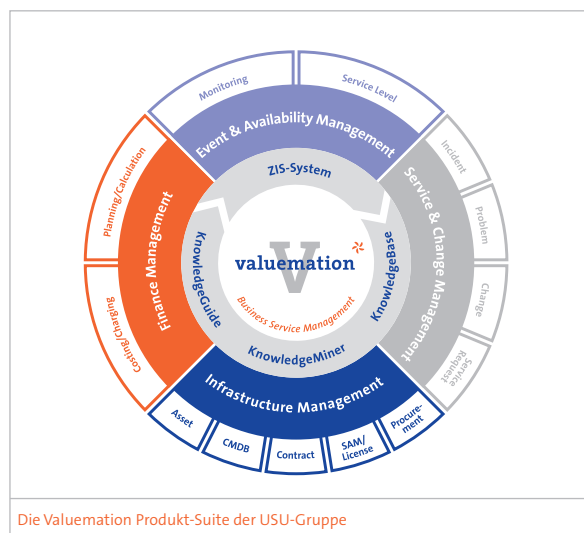 Monitoring
Service Level
Event & Availability Management
ZIS-System
Planning/Calculation
Costing/Charging
Finance Management
KnowledgeGuide
V
valuemation
Business Service Management
KnowledgeBase
Service & Change Management
Incident
Problem
Change
Service
Request
KnowledgeMiner
Infrastructure Management
Asset
CMDB
Contract
SAM/
License
Procure-
ment
Die Valuemation Produkt-Suite der USU-Gruppe